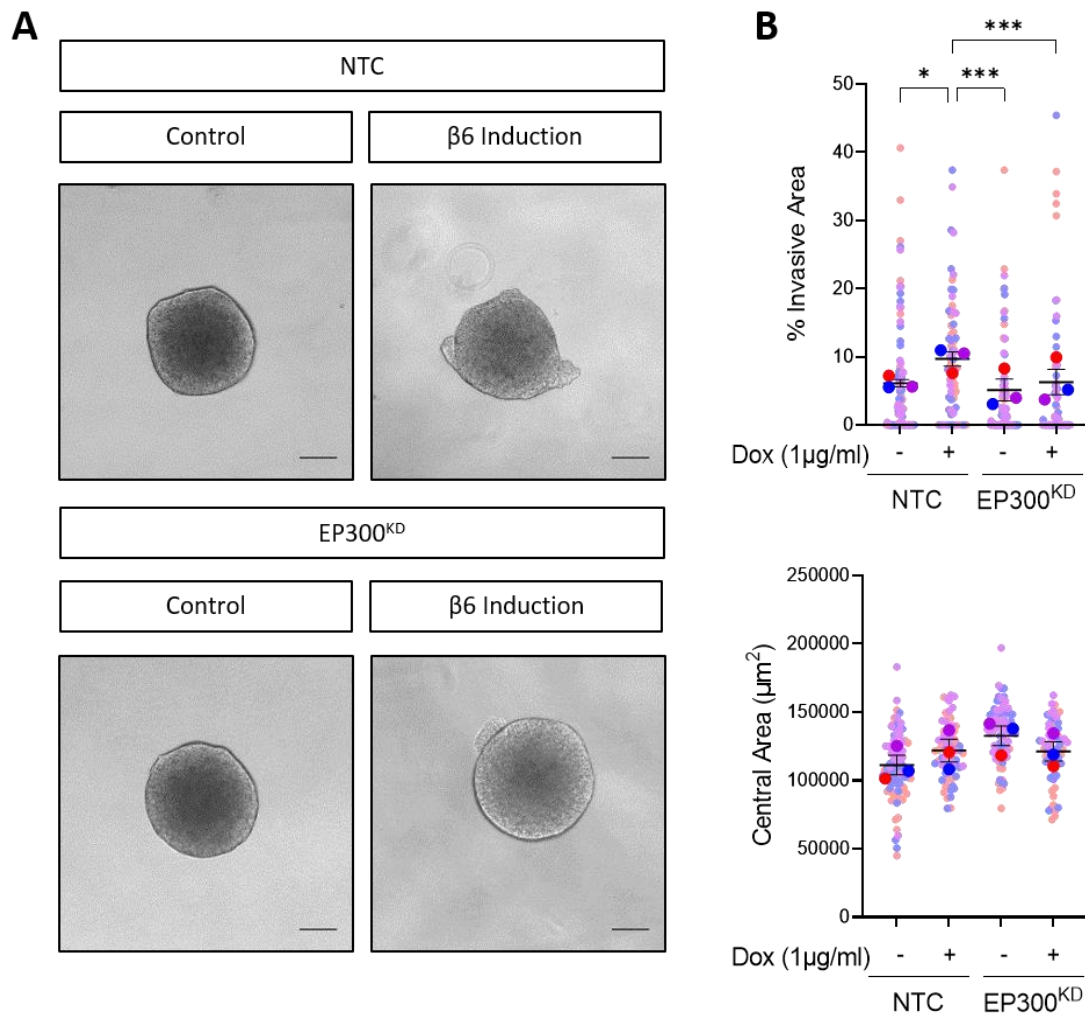 A
NTC
Control
β6 Induction
EP300ᴷᴰ
Control
β6 Induction
B
***
* ***
50
40
30
20
10
0
% Invasive Area
Dox (1µg/ml) - + - +
NTC EP300ᴷᴰ
250000
200000
150000
100000
50000
0
Central Area (µm²)
Dox (1µg/ml) - + - +
NTC EP300ᴷᴰ